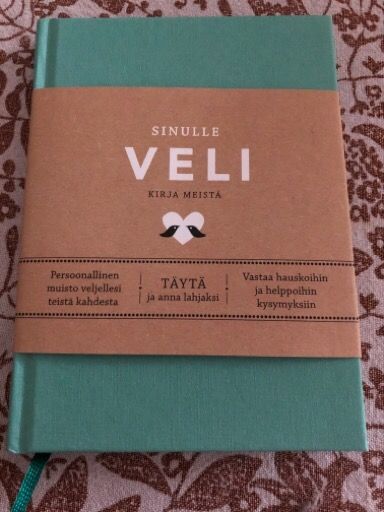 SINULLE
VELI
KIRJA MEISTÄ
Persoonallinen
muisto veljellesi
teistä kahdesta
TÄYTÄ
ja anna lahjaksi
Vastaa hauskoihin
ja helppoihin
kysymyksiin